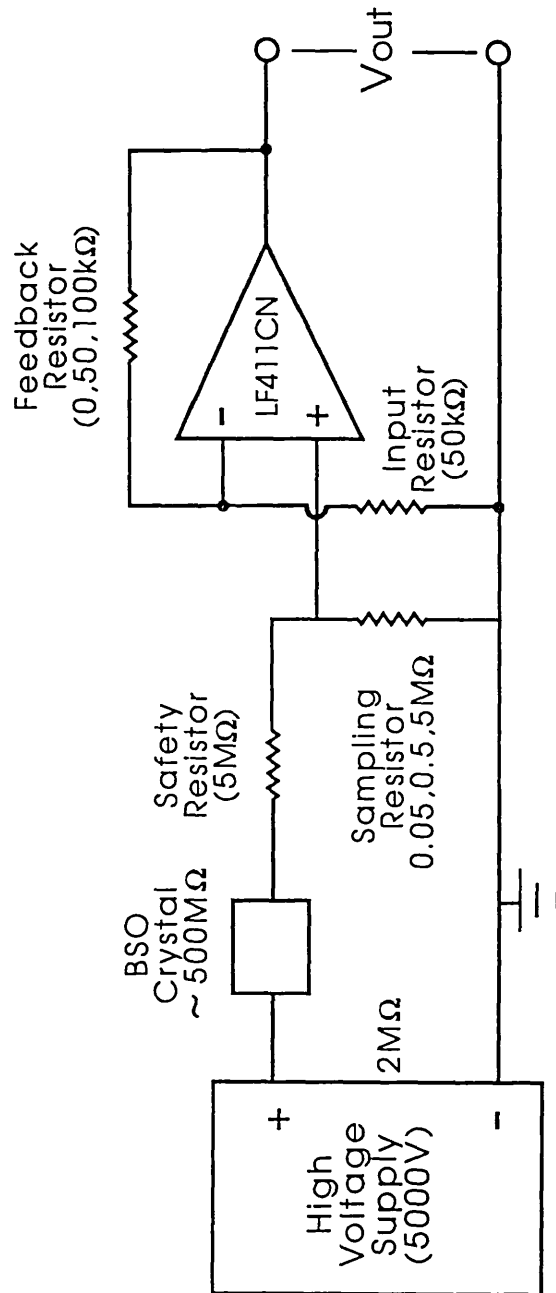 High
Voltage
Supply
(5000V)
+
-
2MΩ
BSO
Crystal
~ 500MΩ
Safety
Resistor
(5MΩ)
Sampling
Resistor
0.05,0.5,5MΩ
Feedback
Resistor
(0,50,100kΩ)
-
+
LF411CN
Input
Resistor
(50kΩ)
Vout